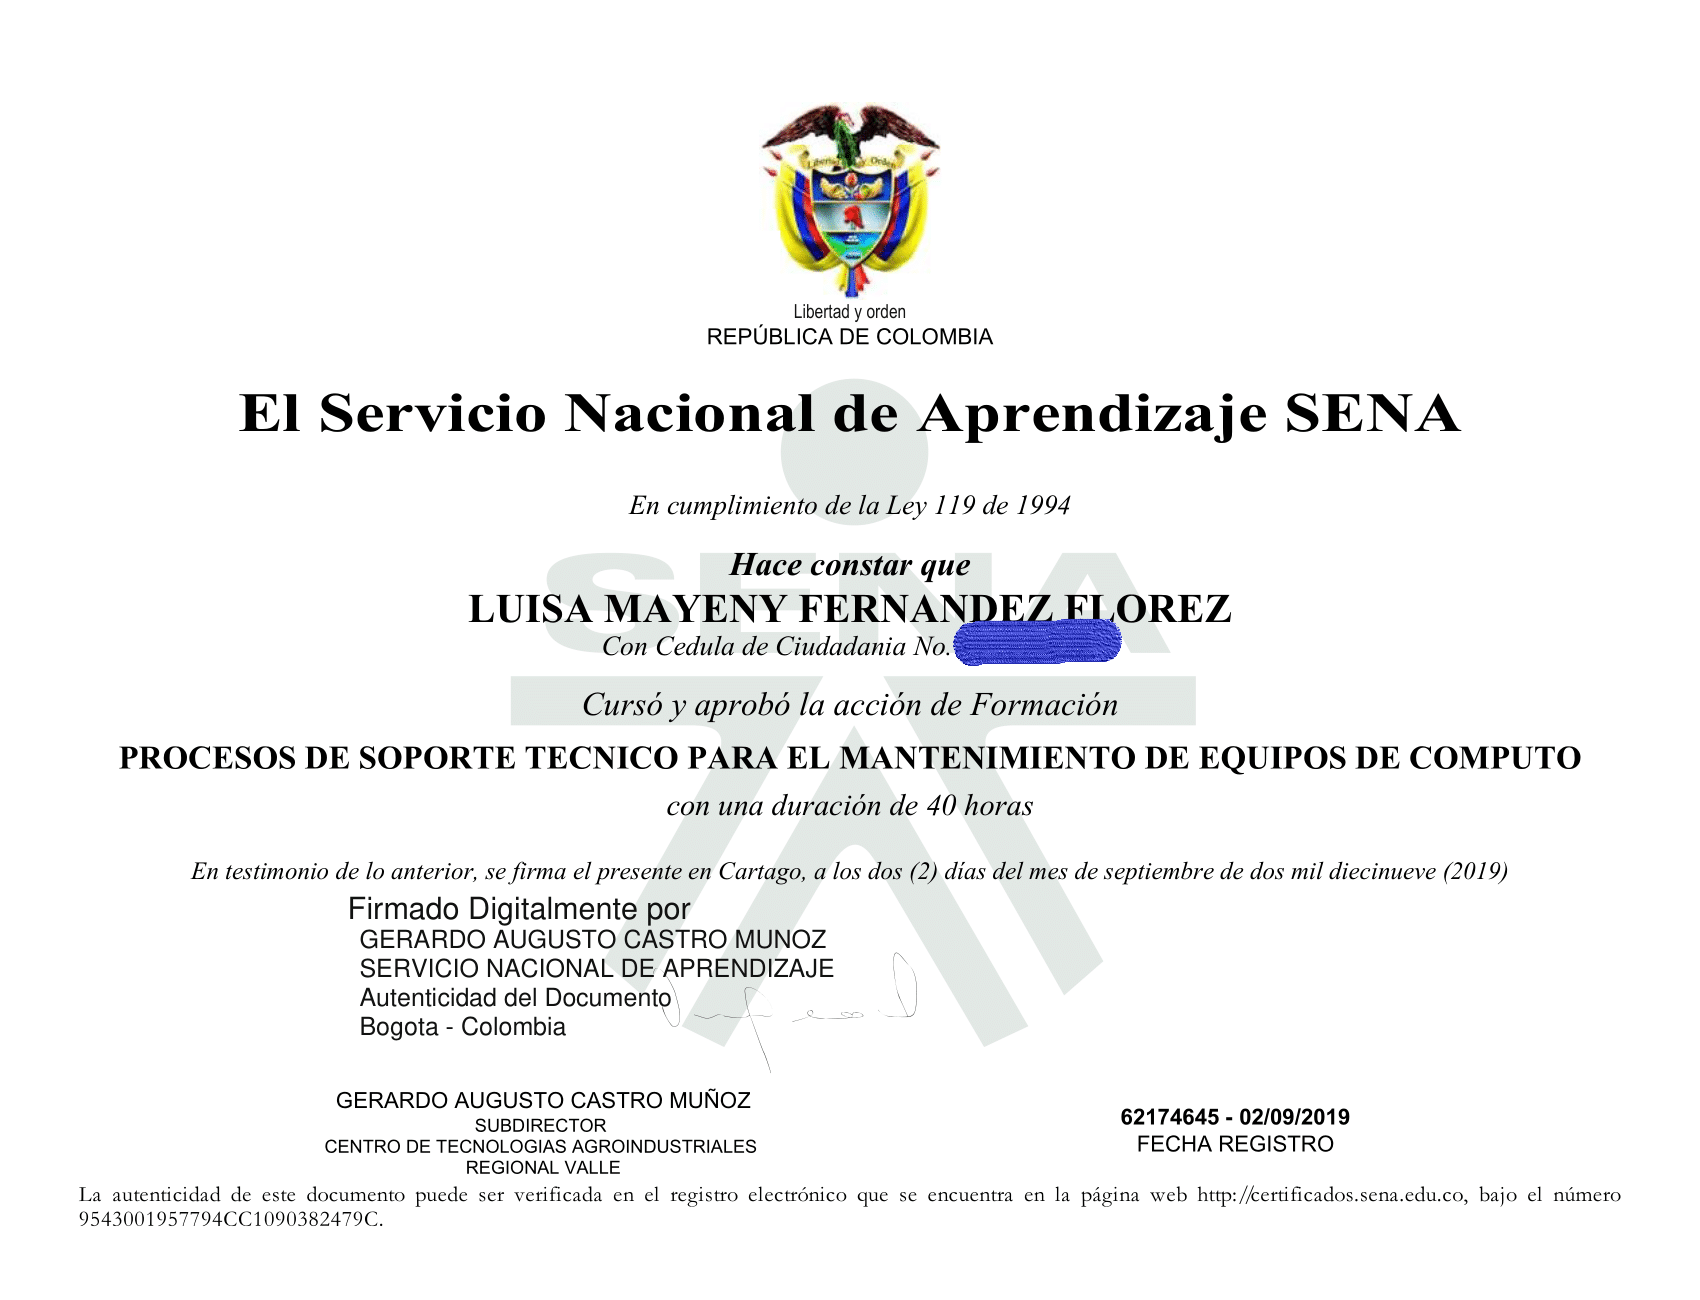 Libertad y Orden
Libertad y orden
REPÚBLICA DE COLOMBIA
El Servicio Nacional de Aprendizaje SENA
En cumplimiento de la Ley 119 de 1994
Hace constar que
SENA
LUISA MAYENY FERNANDEZ FLOREZ
Con Cedula de Ciudadania No.
Cursó y aprobó la acción de Formación
PROCESOS DE SOPORTE TECNICO PARA EL MANTENIMIENTO DE EQUIPOS DE COMPUTO
con una duración de 40 horas
En testimonio de lo anterior, se firma el presente en Cartago, a los dos (2) días del mes de septiembre de dos mil diecinueve (2019)
Firmado Digitalmente por
GERARDO AUGUSTO CASTRO MUNOZ
SERVICIO NACIONAL DE APRENDIZAJE
Autenticidad del Documento
Bogota - Colombia
GERARDO AUGUSTO CASTRO MUÑOZ
SUBDIRECTOR
CENTRO DE TECNOLOGIAS AGROINDUSTRIALES
REGIONAL VALLE
62174645 - 02/09/2019
FECHA REGISTRO
La autenticidad de este documento puede ser verificada en el registro electrónico que se encuentra en la página web http://certificados.sena.edu.co, bajo el número
9543001957794CC1090382479C.